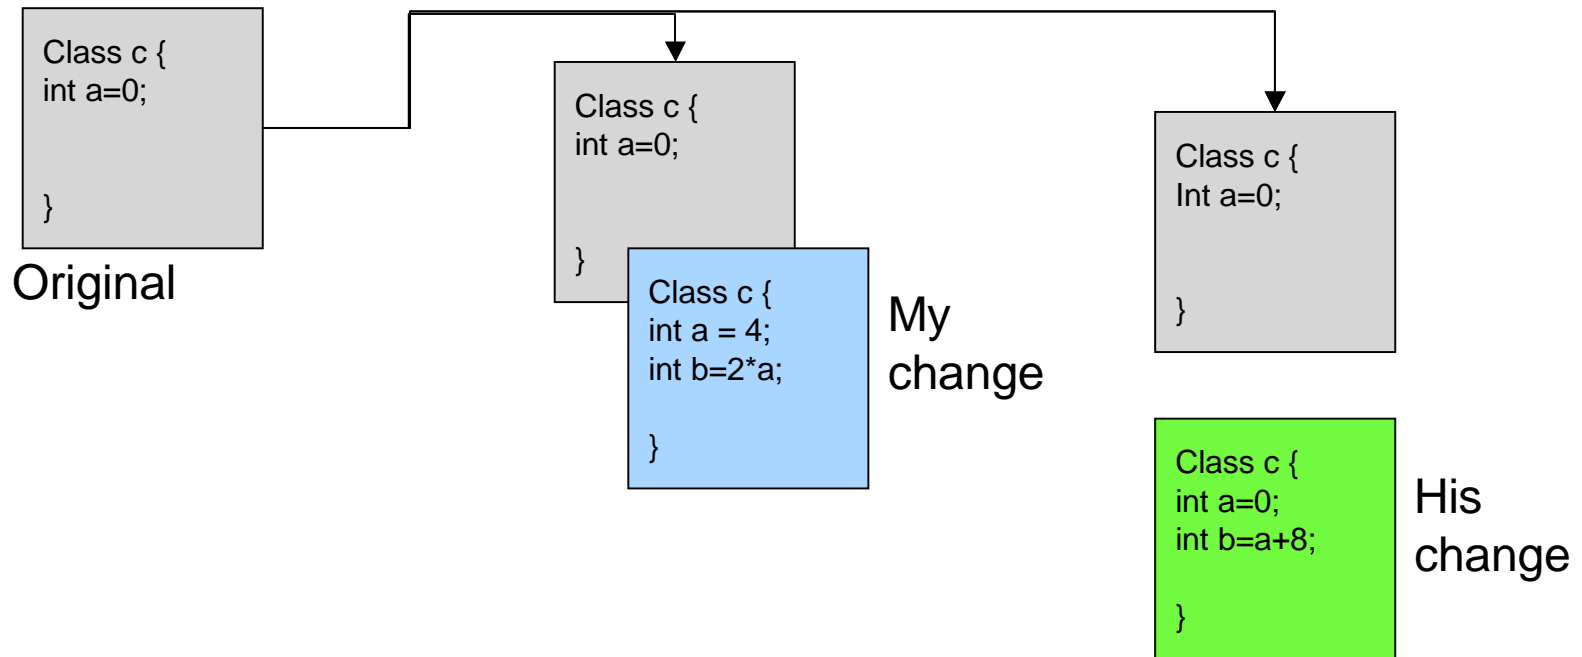 Class c {
int a=0;
}
Original
Class c {
int a=0;
}
Class c {
int a = 4;
int b=2*a;
}
My
change
Class c {
Int a=0;
}
Class c {
int a=0;
int b=a+8;
}
His
change